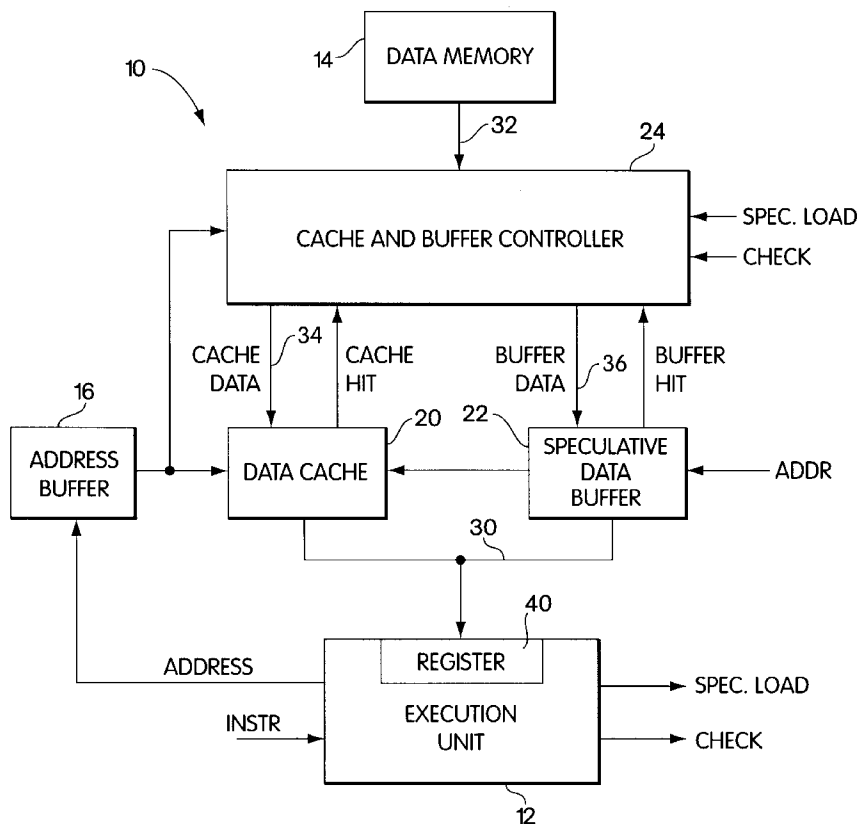 14
DATA MEMORY
10
32
24
CACHE AND BUFFER CONTROLLER
SPEC. LOAD
CHECK
CACHE
DATA
34
CACHE
HIT
BUFFER
DATA
36
BUFFER
HIT
16
ADDRESS
BUFFER
20
DATA CACHE
22
SPECULATIVE
DATA
BUFFER
ADDR
30
40
REGISTER
ADDRESS
EXECUTION
UNIT
INSTR
SPEC. LOAD
CHECK
12